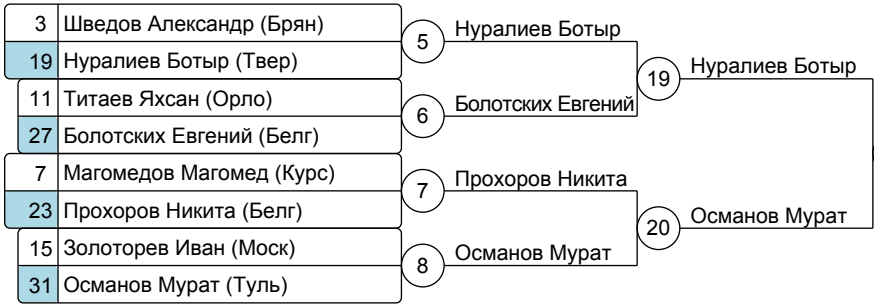 3 Шведов Александр (Брян)
19 Нуралиев Ботыр (Твер)
5 Нуралиев Ботыр
11 Титаев Яхсан (Орло)
27 Болотских Евгений (Белг)
6 Болотских Евгений
19 Нуралиев Ботыр
7 Магомедов Магомед (Курс)
23 Прохоров Никита (Белг)
7 Прохоров Никита
15 Золоторев Иван (Моск)
31 Османов Мурат (Туль)
8 Османов Мурат
20 Османов Мурат